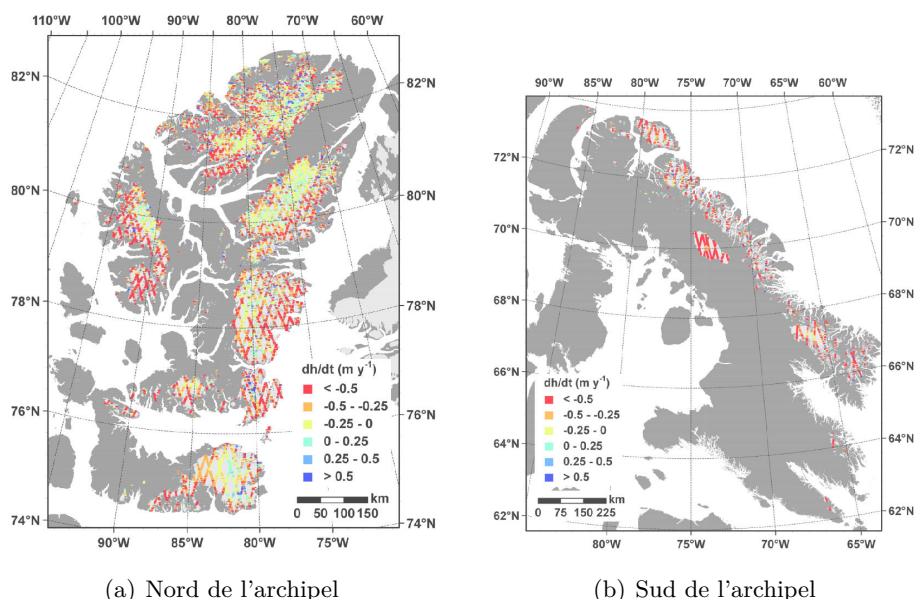 110°W 100°W 90°W 80°W 70°W 60°W
82°N
80°N
78°N
76°N
74°N
82°N
80°N
78°N
76°N
74°N
dh/dt (m y-1)
< -0.5
-0.5 - -0.25
-0.25 - 0
0 - 0.25
0.25 - 0.5
> 0.5
km
0 50 100150
90°W 85°W 80°W 75°W
(a) Nord de l'archipel
90°W 85°W 80°W 75°W 70°W 65°W 60°W
72°N
70°N
68°N
66°N
64°N
62°N
72°N
70°N
68°N
66°N
64°N
62°N
dh/dt (m y-1)
< -0.5
-0.5 - -0.25
-0.25 - 0
0 - 0.25
0.25 - 0.5
> 0.5
km
0 75 150 225
80°W 75°W 70°W 65°W
(b) Sud de l'archipel